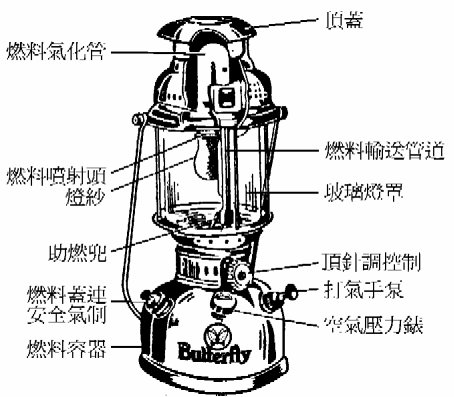 頂蓋
燃料氣化管
燃料輸送管道
燃料噴射頭
燈紗
玻璃燈罩
助燃兜
頂針調控制
燃料蓋連
安全氣制
打氣手泵
空氣壓力錶
燃料容器
Butterfly